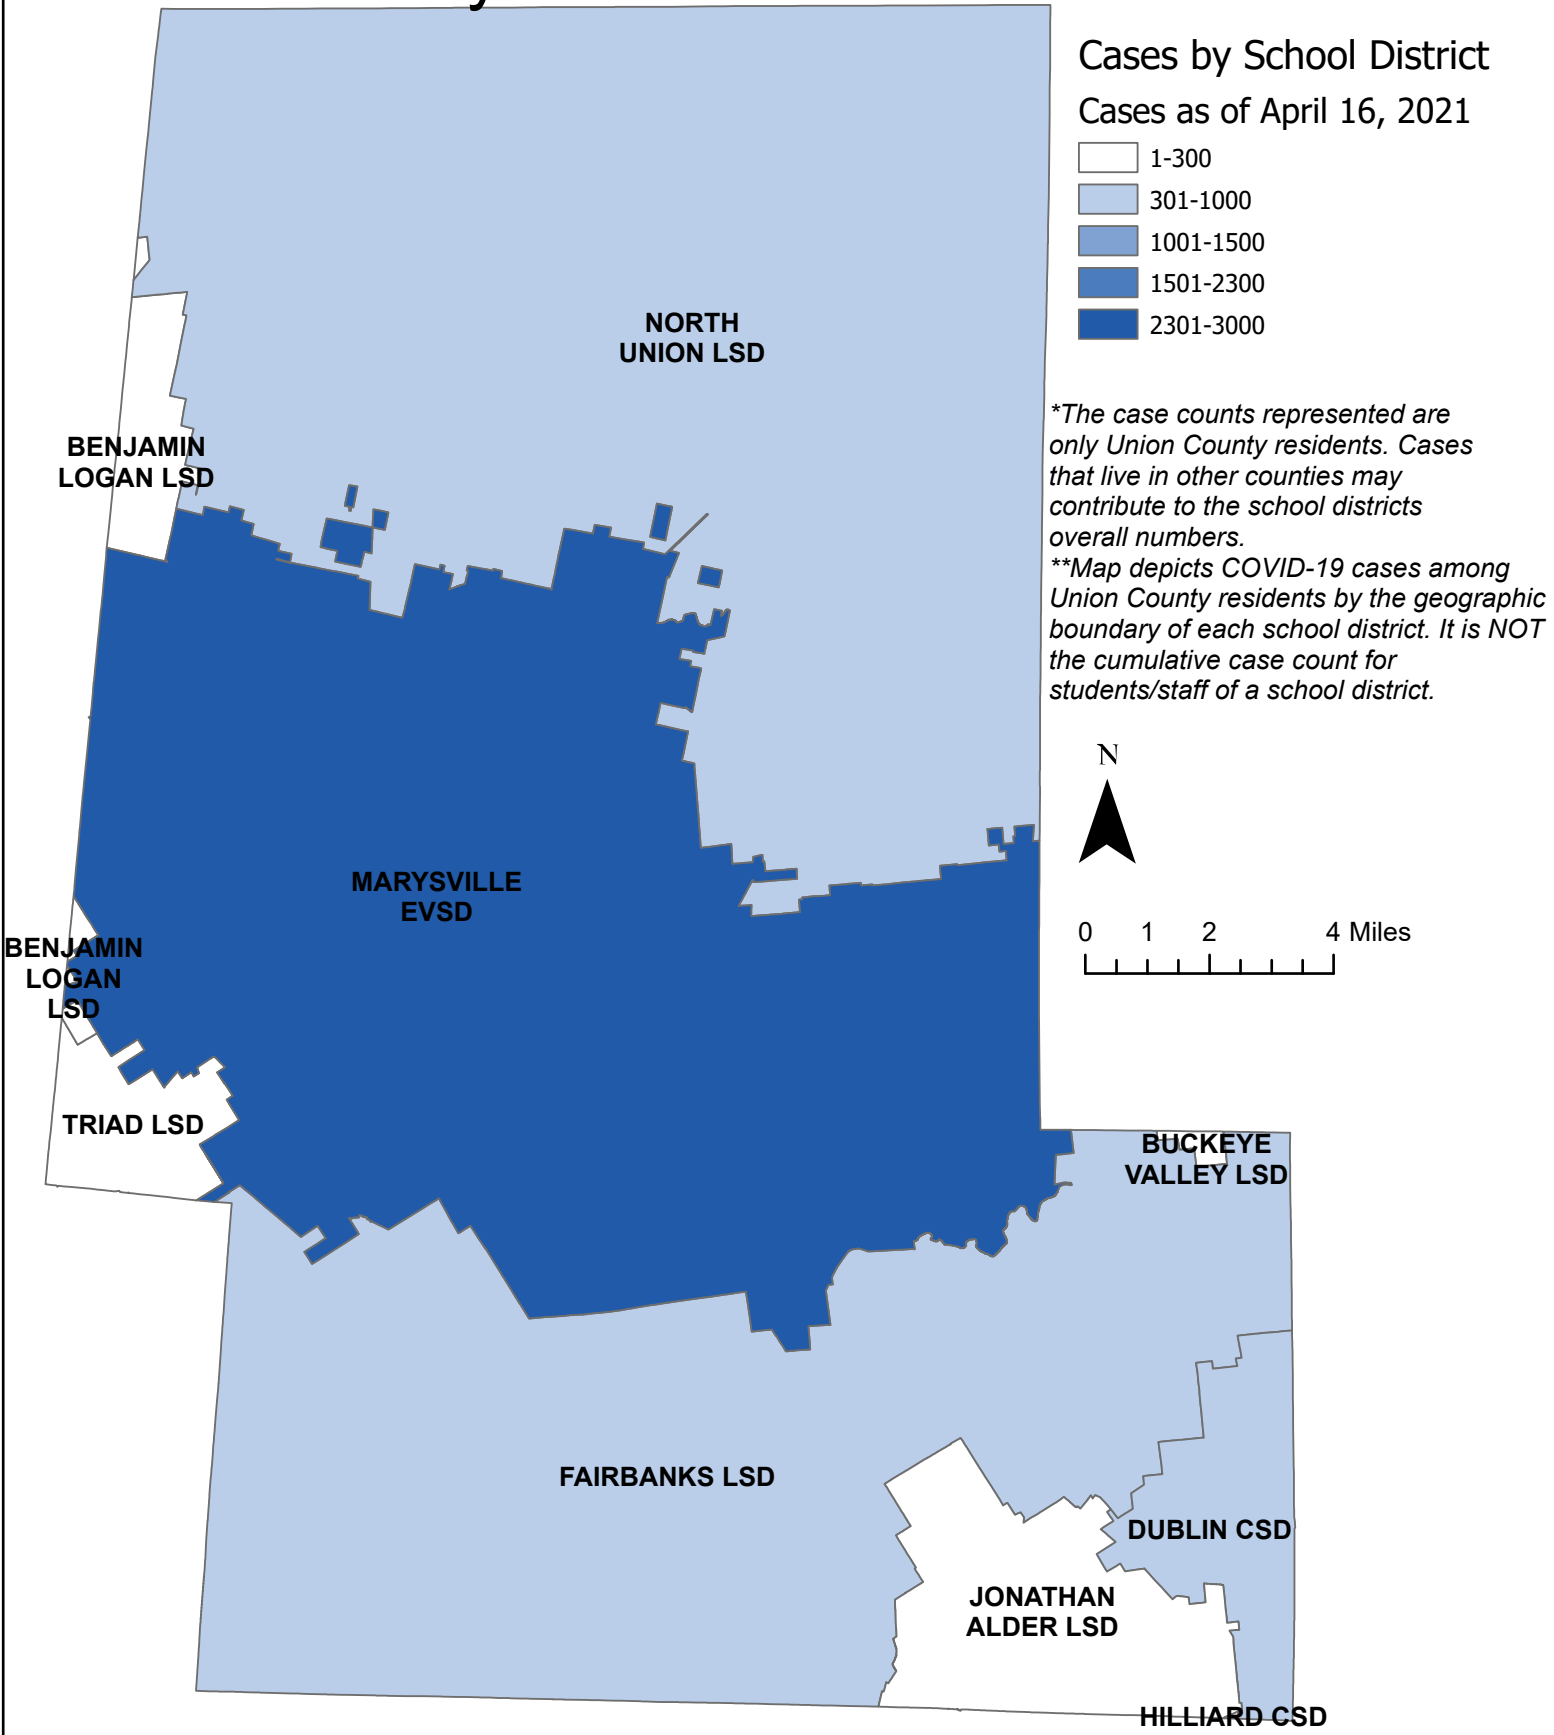 Cases by School District
Cases as of April 16, 2021
1-300
301-1000
1001-1500
1501-2300
2301-3000
NORTH
UNION LSD
*The case counts represented are
only Union County residents. Cases
that live in other counties may
contribute to the school districts
overall numbers.
**Map depicts COVID-19 cases among
Union County residents by the geographic
boundary of each school district. It is NOT
the cumulative case count for
students/staff of a school district.
BENJAMIN
LOGAN LSD
N
MARYSVILLE
EVSD
0 1 2 4 Miles
BENJAMIN
LOGAN
LSD
TRIAD LSD
BUCKEYE
VALLEY LSD
FAIRBANKS LSD
DUBLIN CSD
JONATHAN
ALDER LSD
HILLIARD CSD